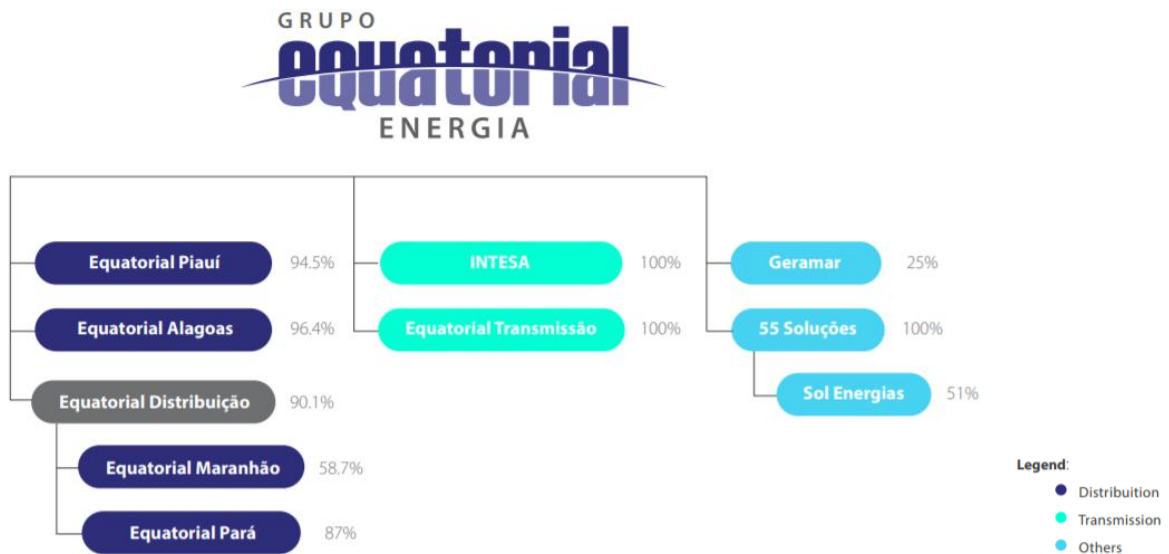 GRUPO
equatorial
ENERGIA
Equatorial Piauí 94.5%
INTESA 100%
Geramar 25%
Equatorial Alagoas 96.4%
Equatorial Transmissão 100%
55 Soluções 100%
Equatorial Distribuição 90.1%
Sol Energias 51%
Equatorial Maranhão 58.7%
Equatorial Pará 87%
Legend:
Distribuition
Transmission
Others